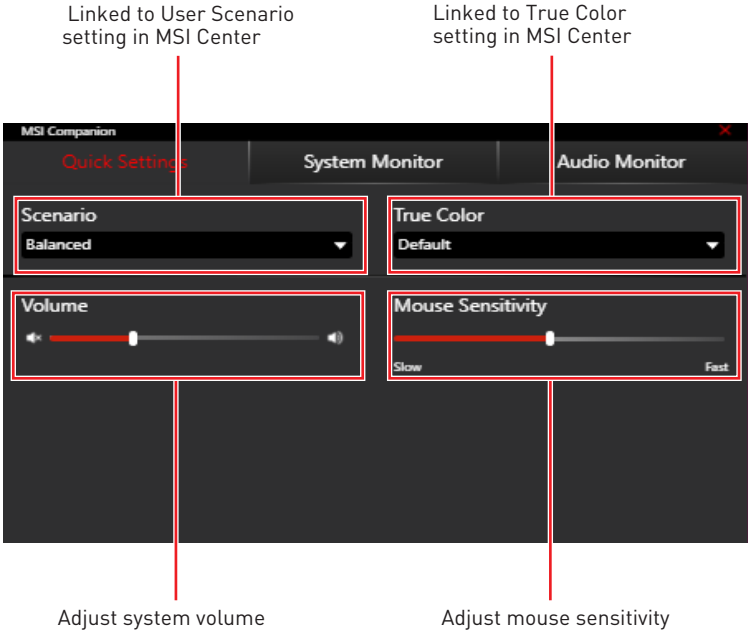 Linked to User Scenario
setting in MSI Center
Linked to True Color
setting in MSI Center
MSI Companion
Quick Settings
System Monitor
Audio Monitor
Scenario
Balanced
True Color
Default
Volume
Mouse Sensitivity
Slow
Fast
Adjust system volume
Adjust mouse sensitivity